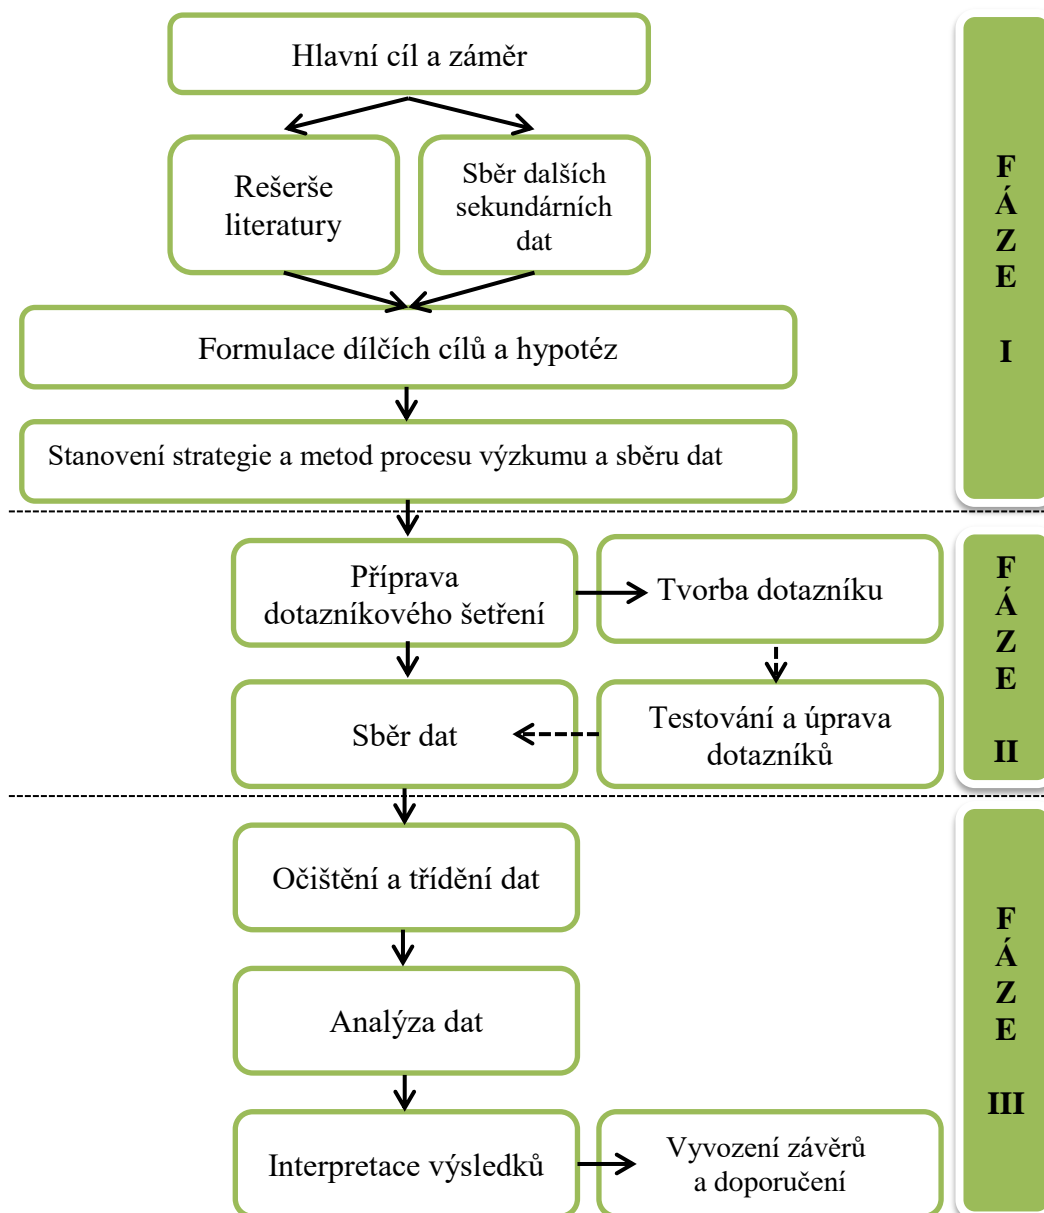 Hlavní cíl a záměr
Rešerše
literatury
Sběr dalších
sekundárních
dat
Formulace dílčích cílů a hypotéz
Stanovení strategie a metod procesu výzkumu a sběru dat
F
Á
Z
E
I
Příprava
dotazníkového šetření
Tvorba dotazníku
Sběr dat
Testování a úprava
dotazníků
F
Á
Z
E
II
Očištění a třídění dat
Analýza dat
Interpretace výsledků
Vyvození závěrů
a doporučení
F
Á
Z
E
III